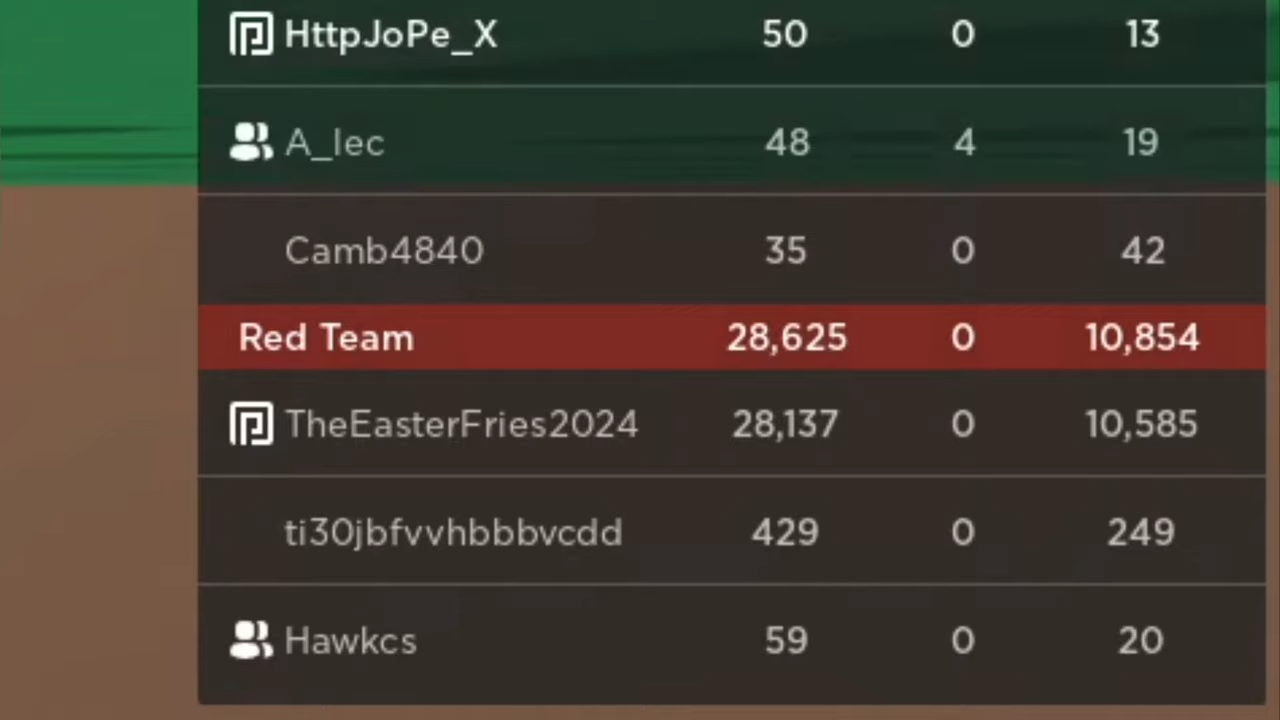 HttpJoPe_X 50 0 13
A_lec 48 4 19
Camb4840 35 0 42
Red Team 28,625 0 10,854
TheEasterFries2024 28,137 0 10,585
ti30jbfvvhbbbvcdd 429 0 249
Hawkcs 59 0 20